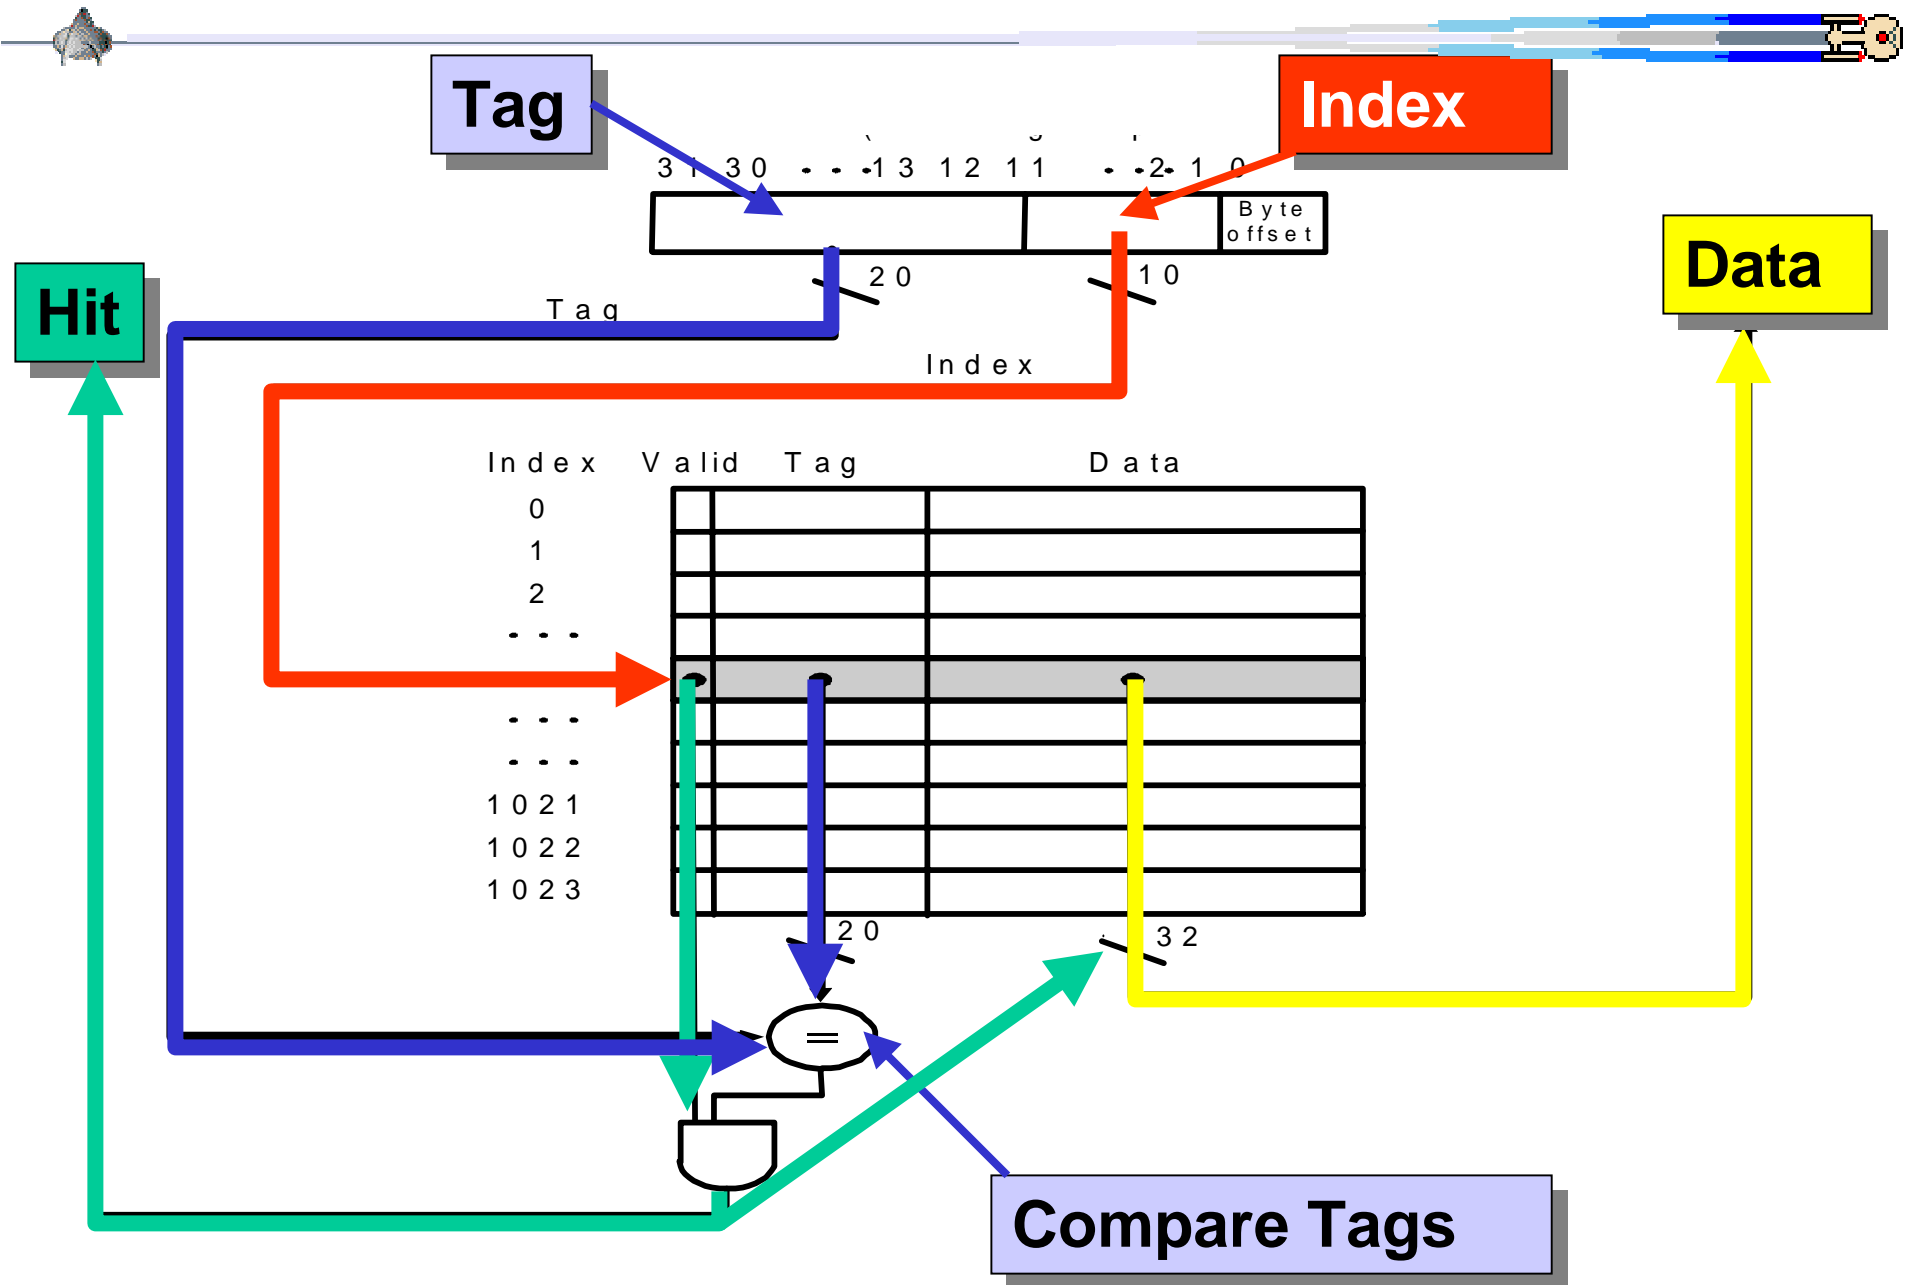 Tag
Index
31 30 ... 13 12 11 ... 2 1 0
Byte
offset
Hit
Data
20
10
Tag
Index
Index Valid Tag Data
0
1
2
...
...
...
1021
1022
1023
20
32
=
Compare Tags